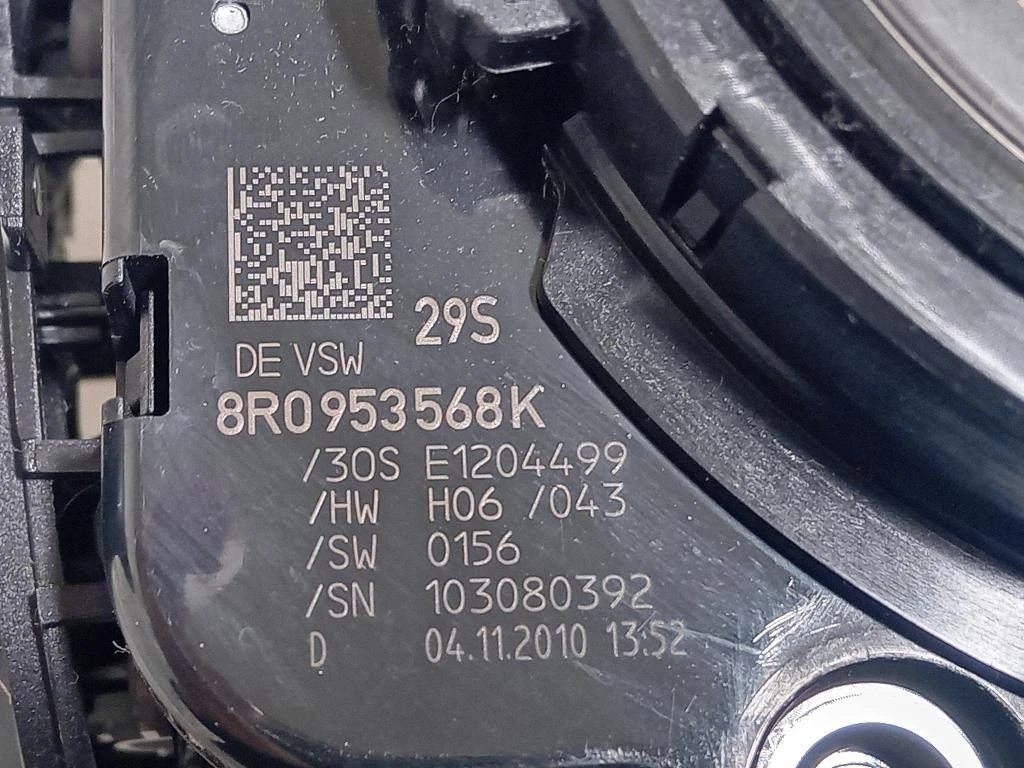 29S
DE VSW
8R0953568K
/30S E1204499
/HW H06 /043
/SW 0156
/SN 103080392
D 04.11.2010 13:52